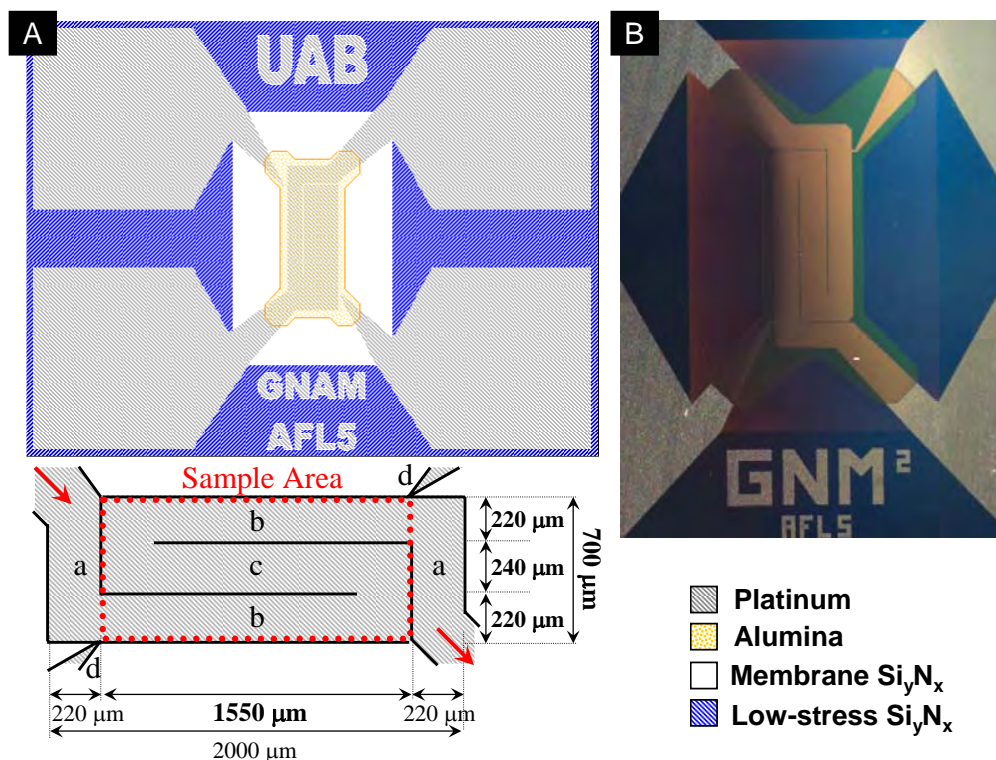 A
UAB
GNAM
AFL5
B
GNM²
AFL5
Sample Area
d
b
a
c
a
b
d
220 μm
240 μm
220 μm
700 μm
220 μm
1550 μm
220 μm
2000 μm
Platinum
Alumina
Membrane SiyNx
Low-stress SiyNx